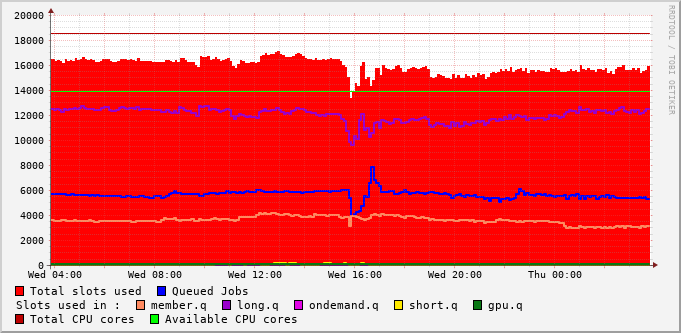 20000
18000
16000
14000
12000
10000
8000
6000
4000
2000
0
Wed 04:00 Wed 08:00 Wed 12:00 Wed 16:00 Wed 20:00 Thu 00:00
RRDTOOL / TOBI OETIKER
Total slots used Queued Jobs
Slots used in : member.q long.q ondemand.q short.q gpu.q
Total CPU cores Available CPU cores